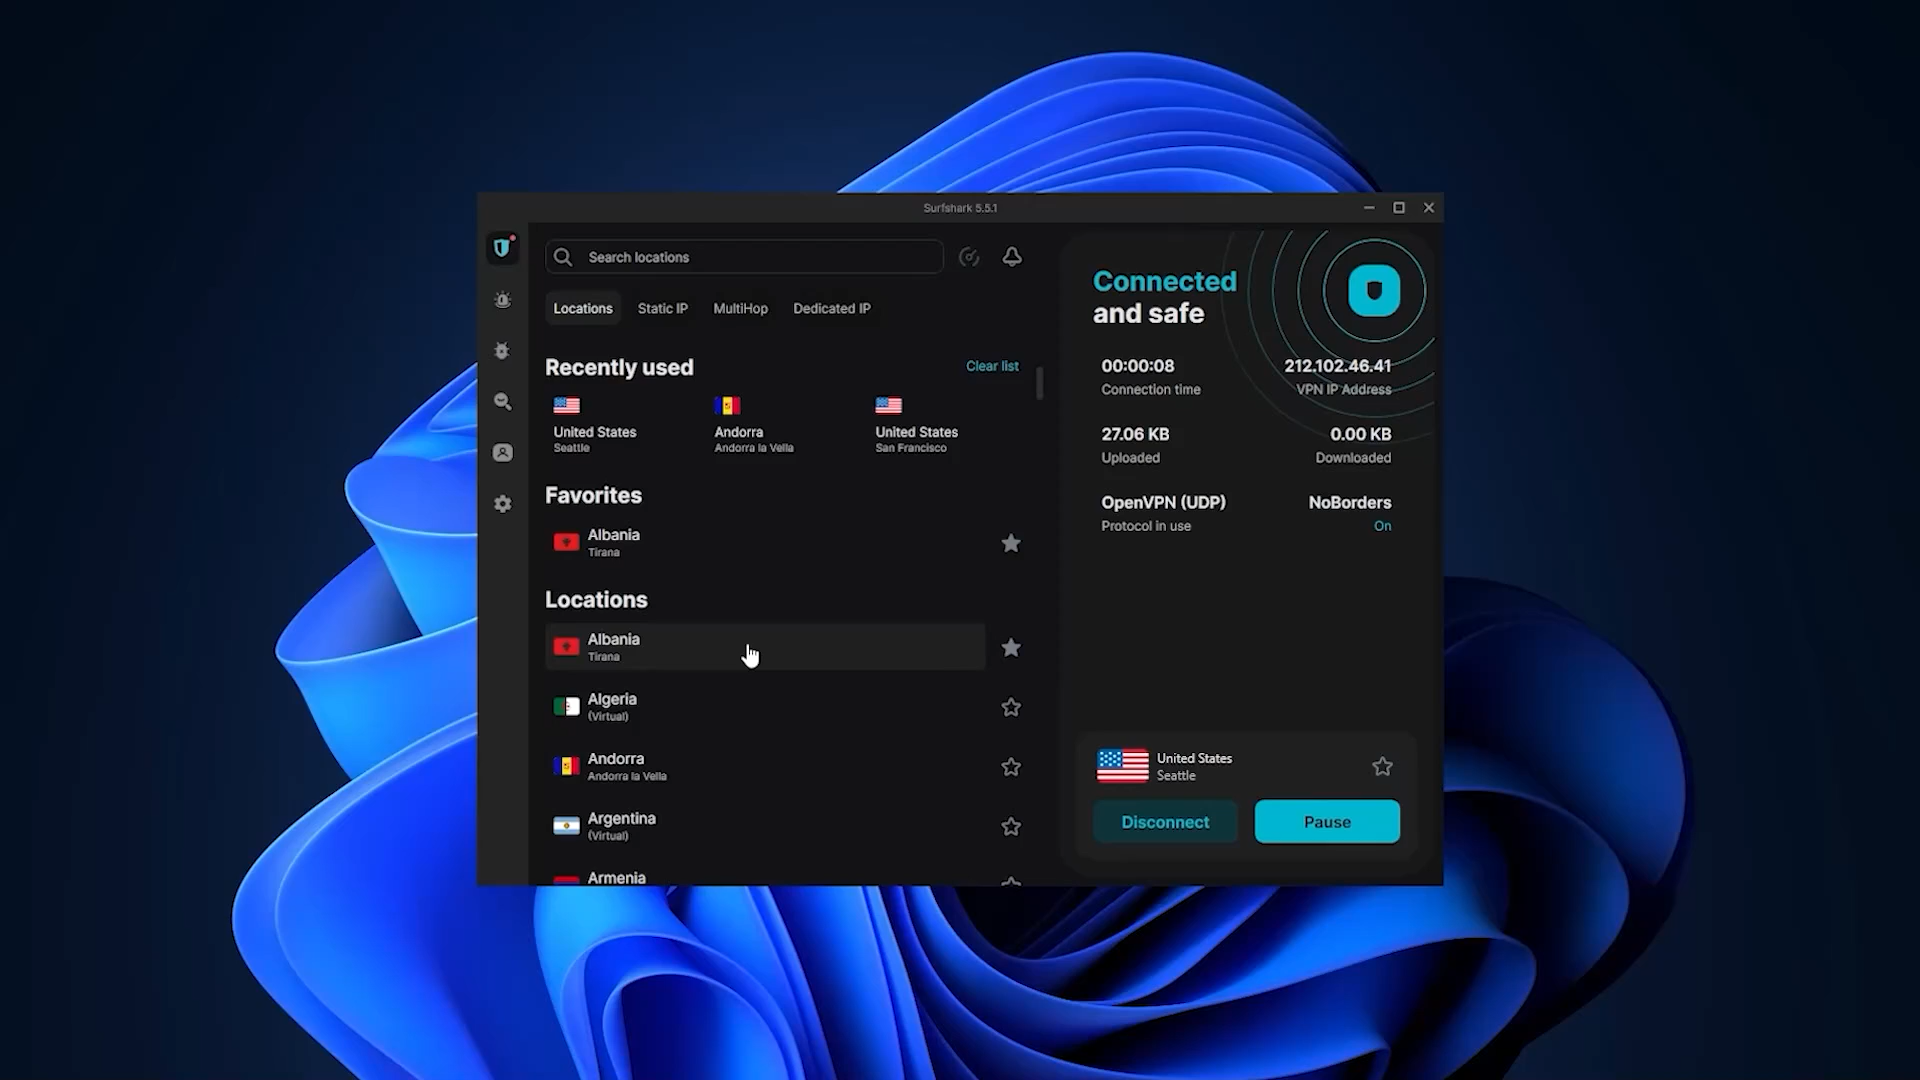 Surfshark 5.5.1
Search locations
Locations
Static IP
MultiHop
Dedicated IP
Recently used
Clear list
United States
Seattle
Andorra
Andorra la Vella
United States
San Francisco
Favorites
Albania
Tirana
Locations
Albania
Tirana
Algeria
(Virtual)
Andorra
Andorra la Vella
Argentina
(Virtual)
Armenia
Connected
and safe
00:00:08
Connection time
212.102.46.41
VPN IP Address
27.06 KB
Uploaded
0.00 KB
Downloaded
OpenVPN (UDP)
Protocol in use
NoBorders
On
United States
Seattle
Disconnect
Pause